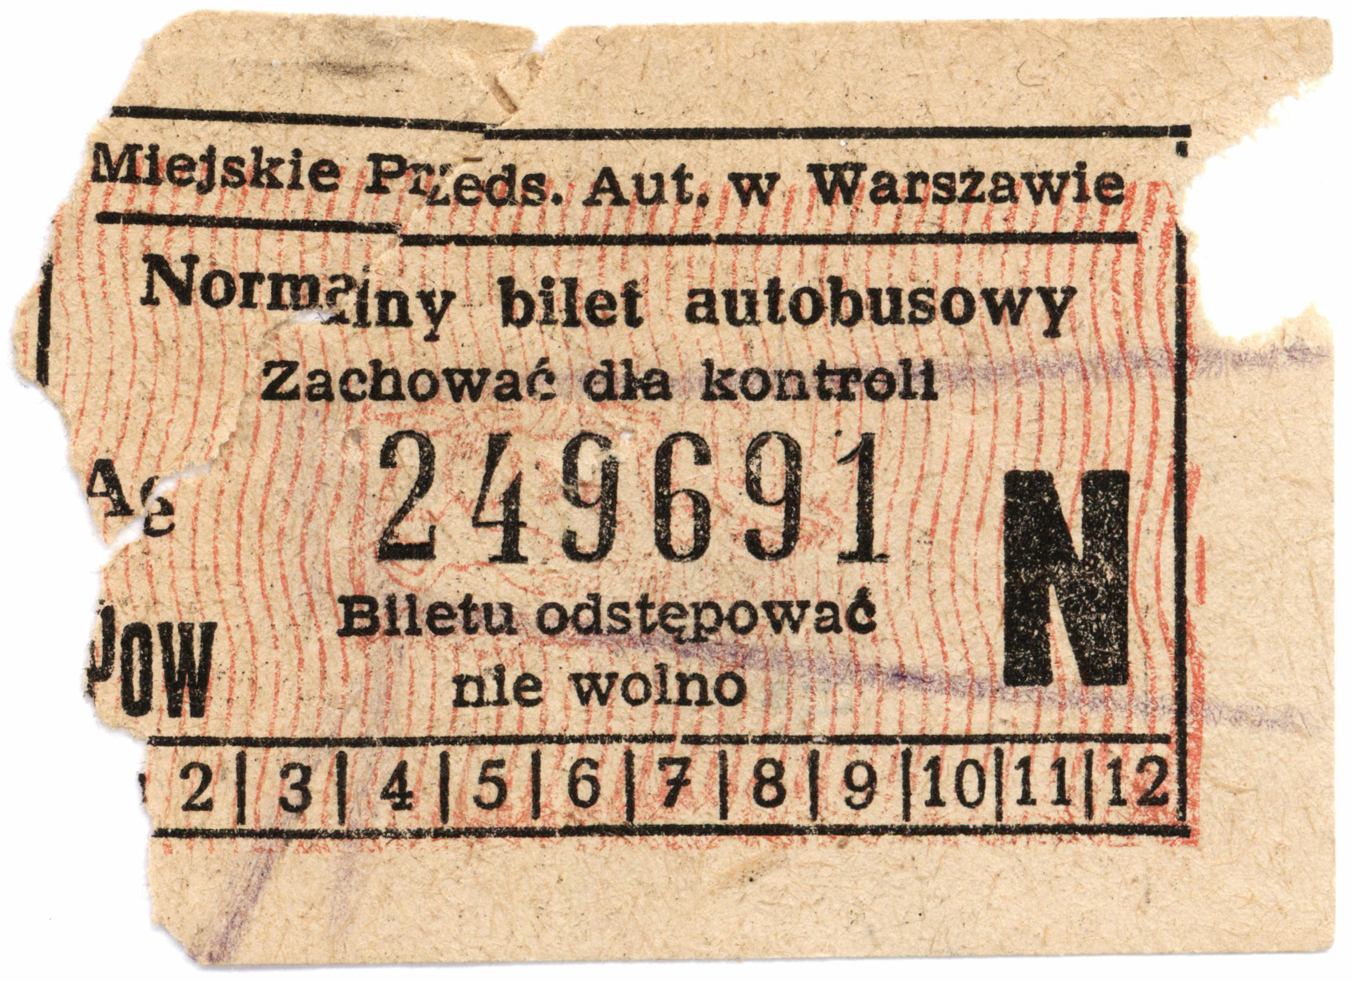 Miejskie Przeds. Aut. w Warszawie
Normalny bilet autobusowy
Zachować dla kontroli
249691
Ae
N
Biletu odstępować
POW
nie wolno
2 | 3 | 4 | 5 | 6 | 7 | 8 | 9 | 10 | 11 | 12